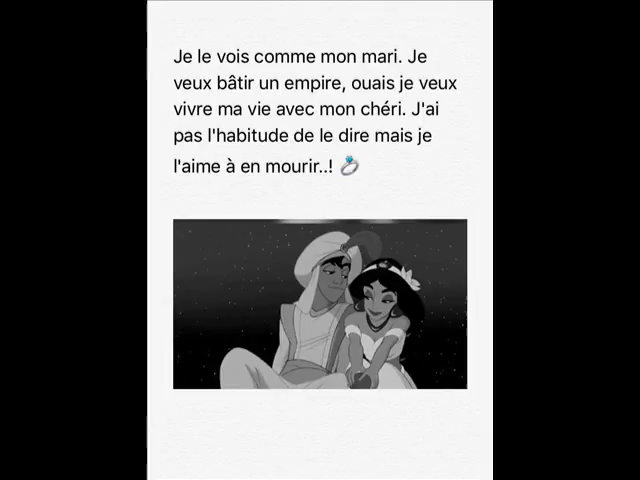 Je le vois comme mon mari. Je
veux bâtir un empire, ouais je veux
vivre ma vie avec mon chéri. J'ai
pas l'habitude de le dire mais je
l'aime à en mourir..! 💍